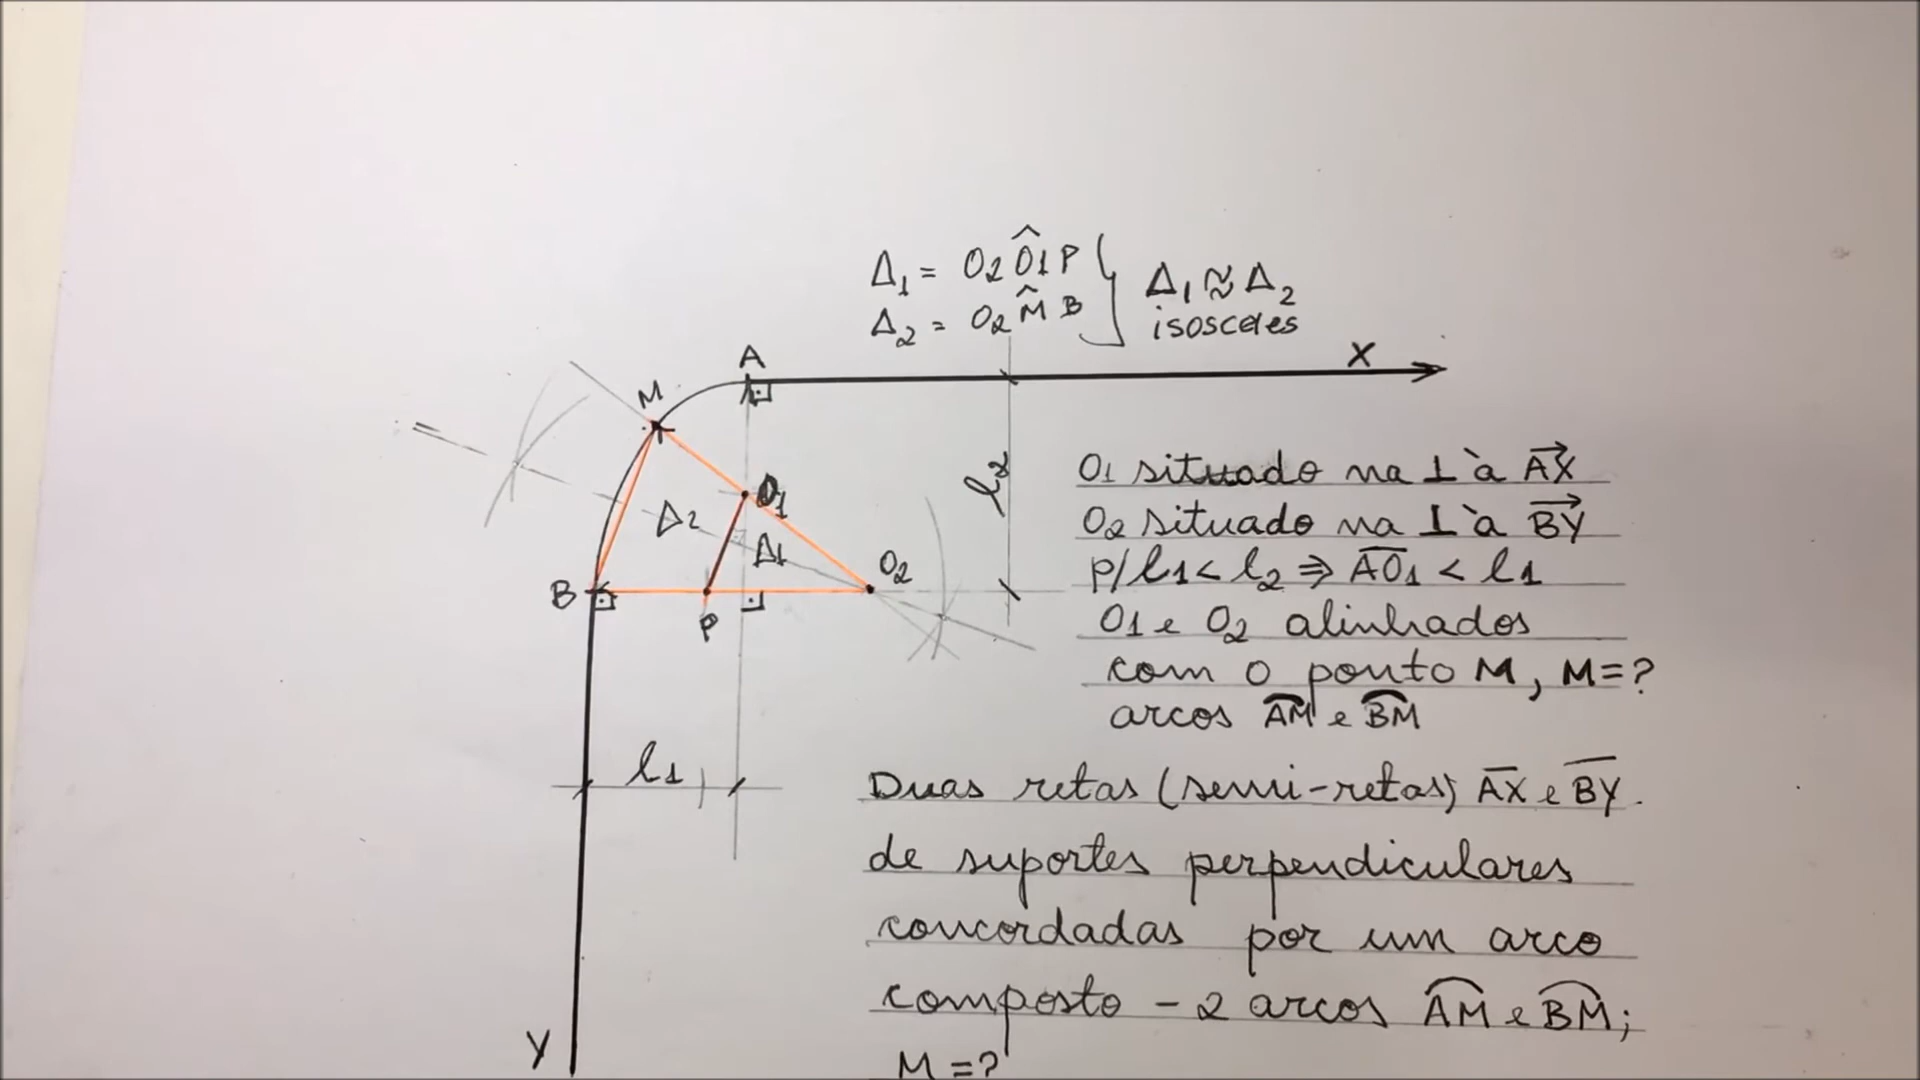 Δ1 = O2 Ô1 P
Δ2 = O2 M̂ B
Δ1 ≈ Δ2
isosceles
A
X
M
l2
O1
Δ2
Δ1
O2
B
P
l1
Y
O1 situado na ⊥ à AX
O2 situado na ⊥ à BY
p/ l1 < l2 ⇒ AO1 < l1
O1 e O2 alinhados
com o ponto M, M=?
arcos AM e BM
Duas retas (semi-retas) AX e BY
de suportes perpendiculares
concordadas por um arco
composto - 2 arcos AM e BM;
M =?